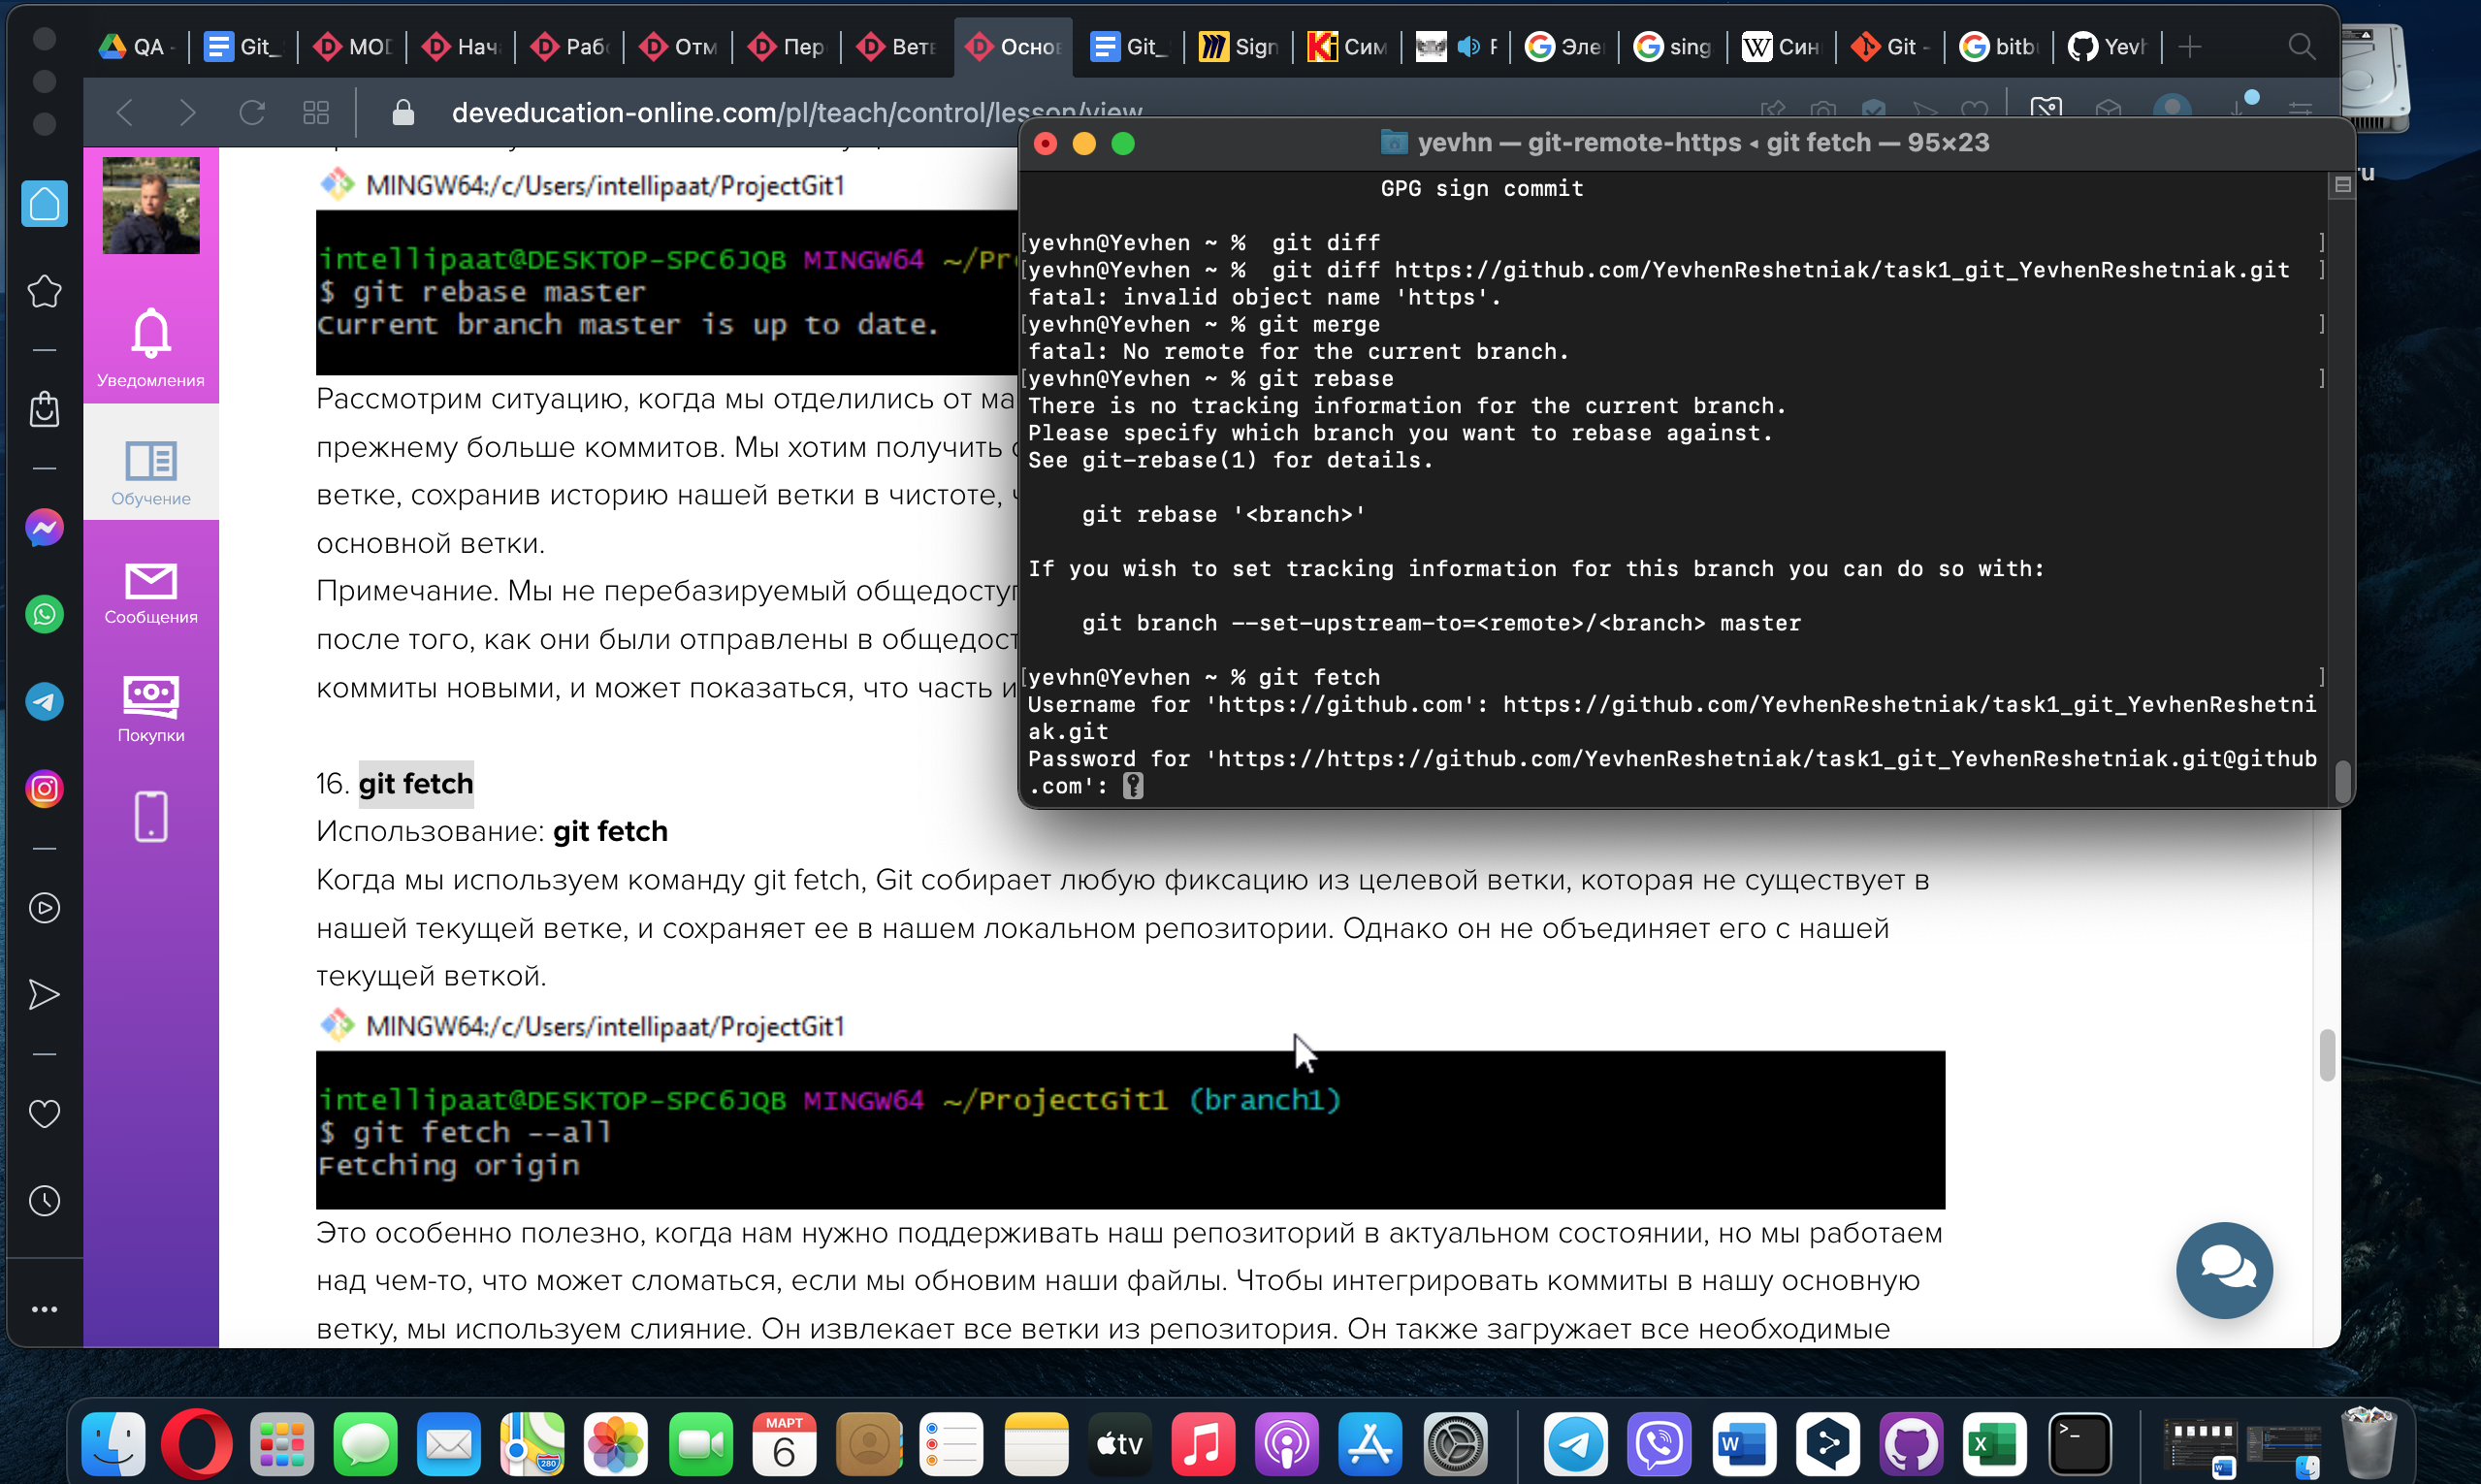 QA
Git_
MOD
Нача
Рабо
Отм
Пер
Ветв
Основ
Git_
Sign
Сим
Эле
sing
Син
Git -
bitbu
Yevh
deveducation-online.com/pl/teach/control/lesson/view
Уведомления
Обучение
Сообщения
Покупки
MINGW64:/c/Users/intellipaat/ProjectGit1
intellipaat@DESKTOP-SPC6JQB MINGW64 ~/Pr
$ git rebase master
Current branch master is up to date.
Рассмотрим ситуацию, когда мы отделились от ма
прежнему больше коммитов. Мы хотим получить
ветке, сохранив историю нашей ветки в чистоте,
основной ветки.
Примечание. Мы не перебазируемый общедоступ
после того, как они были отправлены в общедост
коммиты новыми, и может показаться, что часть и
16. git fetch
Использование: git fetch
Когда мы используем команду git fetch, Git собирает любую фиксацию из целевой ветки, которая не существует в
нашей текущей ветке, и сохраняет ее в нашем локальном репозитории. Однако он не объединяет его с нашей
текущей веткой.
MINGW64:/c/Users/intellipaat/ProjectGit1
intellipaat@DESKTOP-SPC6JQB MINGW64 ~/ProjectGit1 (branch1)
$ git fetch --all
Fetching origin
Это особенно полезно, когда нам нужно поддерживать наш репозиторий в актуальном состоянии, но мы работаем
над чем-то, что может сломаться, если мы обновим наши файлы. Чтобы интегрировать коммиты в нашу основную
ветку, мы используем слияние. Он извлекает все ветки из репозитория. Он также загружает все необходимые
yevhn — git-remote-https ◂ git fetch — 95×23
GPG sign commit
[yevhn@Yevhen ~ %  git diff ]
[yevhn@Yevhen ~ %  git diff https://github.com/YevhenReshetniak/task1_git_YevhenReshetniak.git ]
fatal: invalid object name 'https'.
[yevhn@Yevhen ~ % git merge ]
fatal: No remote for the current branch.
[yevhn@Yevhen ~ % git rebase ]
There is no tracking information for the current branch.
Please specify which branch you want to rebase against.
See git-rebase(1) for details.
git rebase '<branch>'
If you wish to set tracking information for this branch you can do so with:
git branch --set-upstream-to=<remote>/<branch> master
[yevhn@Yevhen ~ % git fetch ]
Username for 'https://github.com': https://github.com/YevhenReshetniak/task1_git_YevhenReshetni
ak.git
Password for 'https://https://github.com/YevhenReshetniak/task1_git_YevhenReshetniak.git@github
.com':
ru
МАРТ
6
280
tv